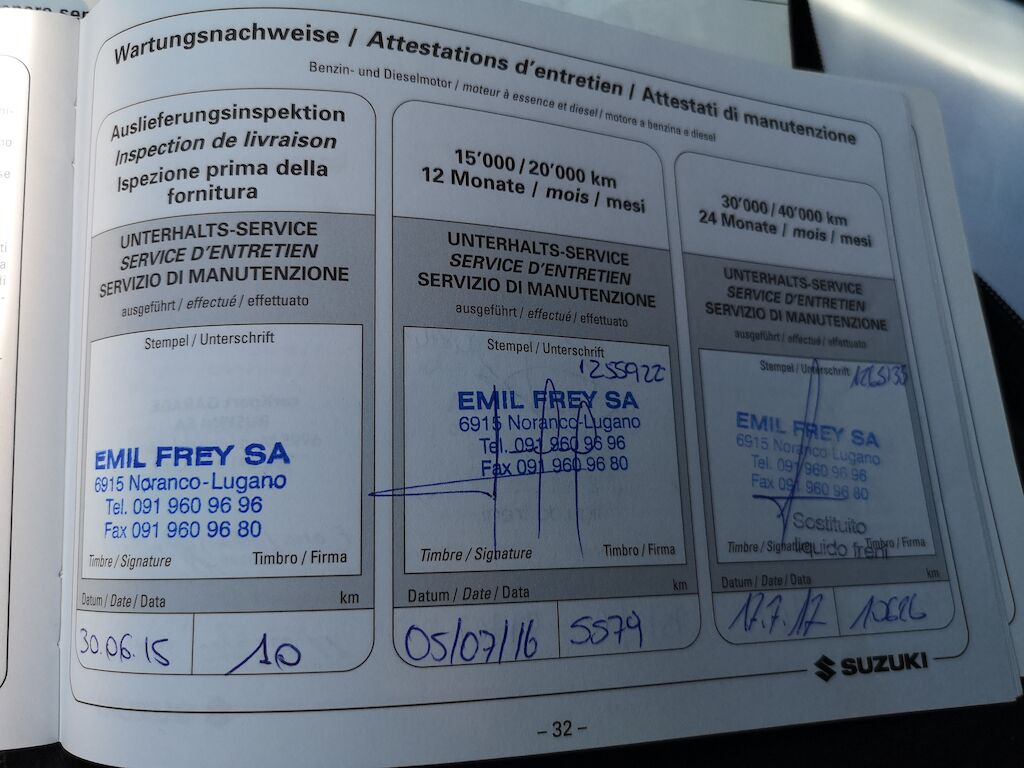 Wartungsnachweise / Attestations d'entretien / Attestati di manutenzione
Benzin- und Dieselmotor / moteur à essence et diesel / motore a benzina e diesel
Auslieferungsinspektion
Inspection de livraison
Ispezione prima della
fornitura
UNTERHALTS-SERVICE
SERVICE D'ENTRETIEN
SERVIZIO DI MANUTENZIONE
ausgeführt / effectué / effettuato
Stempel / Unterschrift
EMIL FREY SA
6915 Noranco-Lugano
Tel. 091 960 96 96
Fax 091 960 96 80
Timbre / Signature Timbro / Firma
Datum / Date / Data km
30.06.15 10
15'000 / 20'000 km
12 Monate / mois / mesi
UNTERHALTS-SERVICE
SERVICE D'ENTRETIEN
SERVIZIO DI MANUTENZIONE
ausgeführt / effectué / effettuato
Stempel / Unterschrift
1255922
EMIL FREY SA
6915 Noranco-Lugano
Tel. 091 960 96 96
Fax 091 960 96 80
Timbre / Signature Timbro / Firma
Datum / Date / Data km
05/07/16 5579
30'000 / 40'000 km
24 Monate / mois / mesi
UNTERHALTS-SERVICE
SERVICE D'ENTRETIEN
SERVIZIO DI MANUTENZIONE
ausgeführt / effectué / effettuato
Stempel / Unterschrift
EMIL FREY SA
6915 Noranco-Lugano
Tel. 091 960 96 96
Fax 091 960 96 80
Sostituito
liquido freni
Timbre / Signature Timbro / Firma
Datum / Date / Data km
17.7.17 10626
SUZUKI
– 32 –